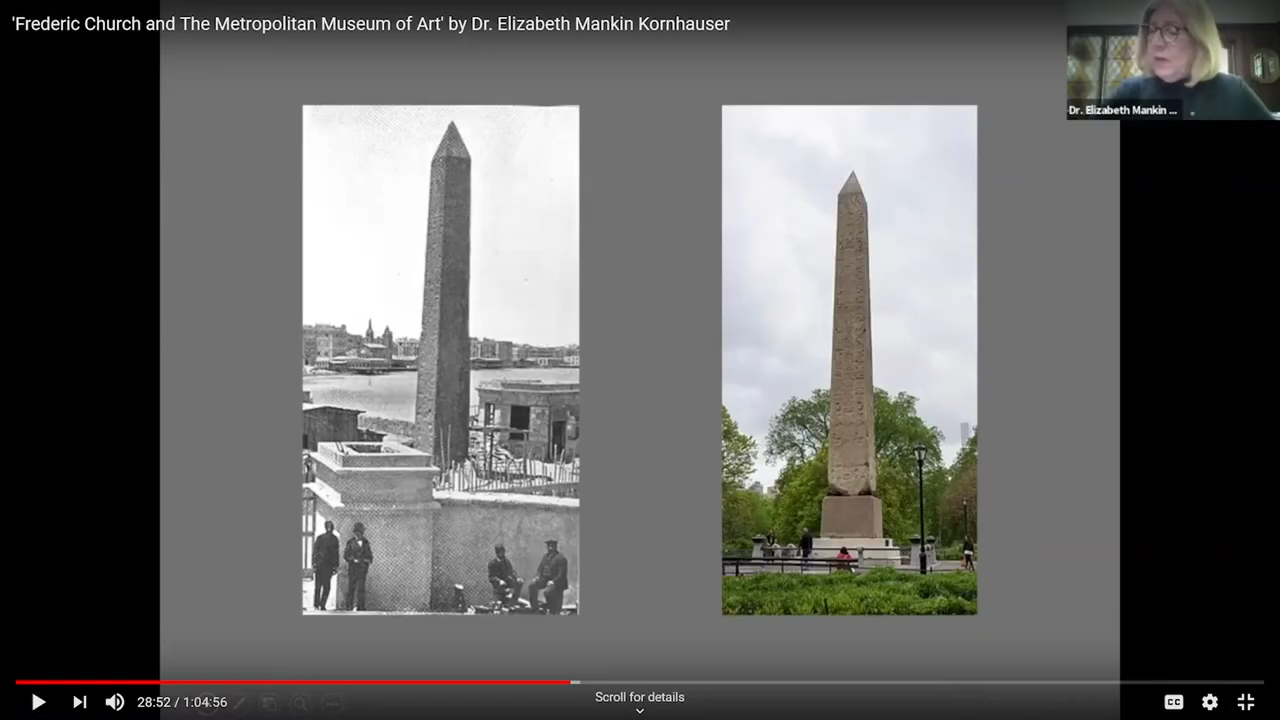 'Frederic Church and The Metropolitan Museum of Art' by Dr. Elizabeth Mankin Kornhauser
Dr. Elizabeth Mankin ...
28:52 / 1:04:56
Scroll for details
CC